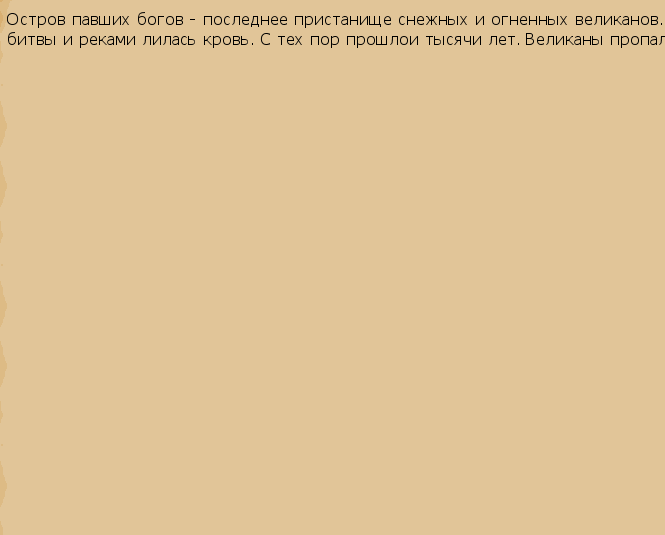 Остров павших богов - последнее пристанище снежных и огненных великанов.
битвы и реками лилась кровь. С тех пор прошлои тысячи лет. Великаны пропал